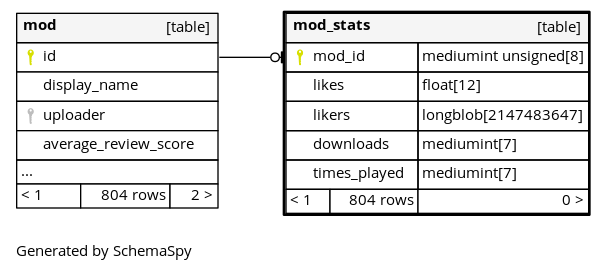 mod [table]
id
display_name
uploader
average_review_score
...
< 1 804 rows 2 >
mod_stats [table]
mod_id mediumint unsigned[8]
likes float[12]
likers longblob[2147483647]
downloads mediumint[7]
times_played mediumint[7]
< 1 804 rows 0 >
Generated by SchemaSpy